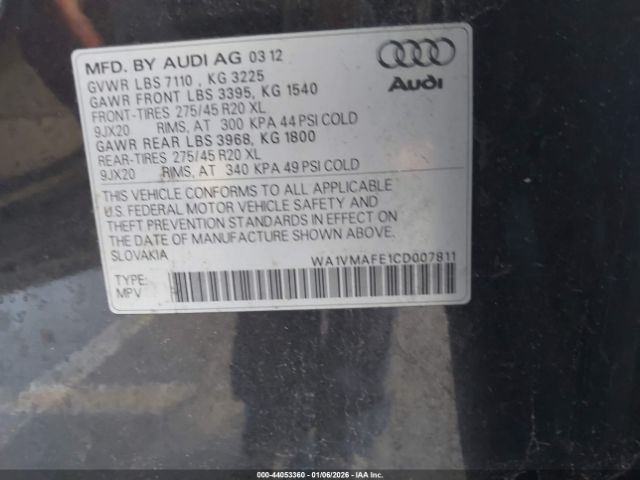 MFD. BY AUDI AG 03 12
GVWR LBS 7110 , KG 3225
GAWR FRONT LBS 3395, KG 1540
FRONT-TIRES 275/45 R20 XL
9JX20 RIMS, AT 300 KPA 44 PSI COLD
GAWR REAR LBS 3968, KG 1800
REAR-TIRES 275/45 R20 XL
9JX20 RIMS, AT 340 KPA 49 PSI COLD
Audi
THIS VEHICLE CONFORMS TO ALL APPLICABLE
U.S. FEDERAL MOTOR VEHICLE SAFETY AND
THEFT PREVENTION STANDARDS IN EFFECT ON
THE DATE OF MANUFACTURE SHOWN ABOVE.
SLOVAKIA WA1VMAFE1CD007811
TYPE:
MPV
000-44053360 - 01/06/2026 - IAA Inc.